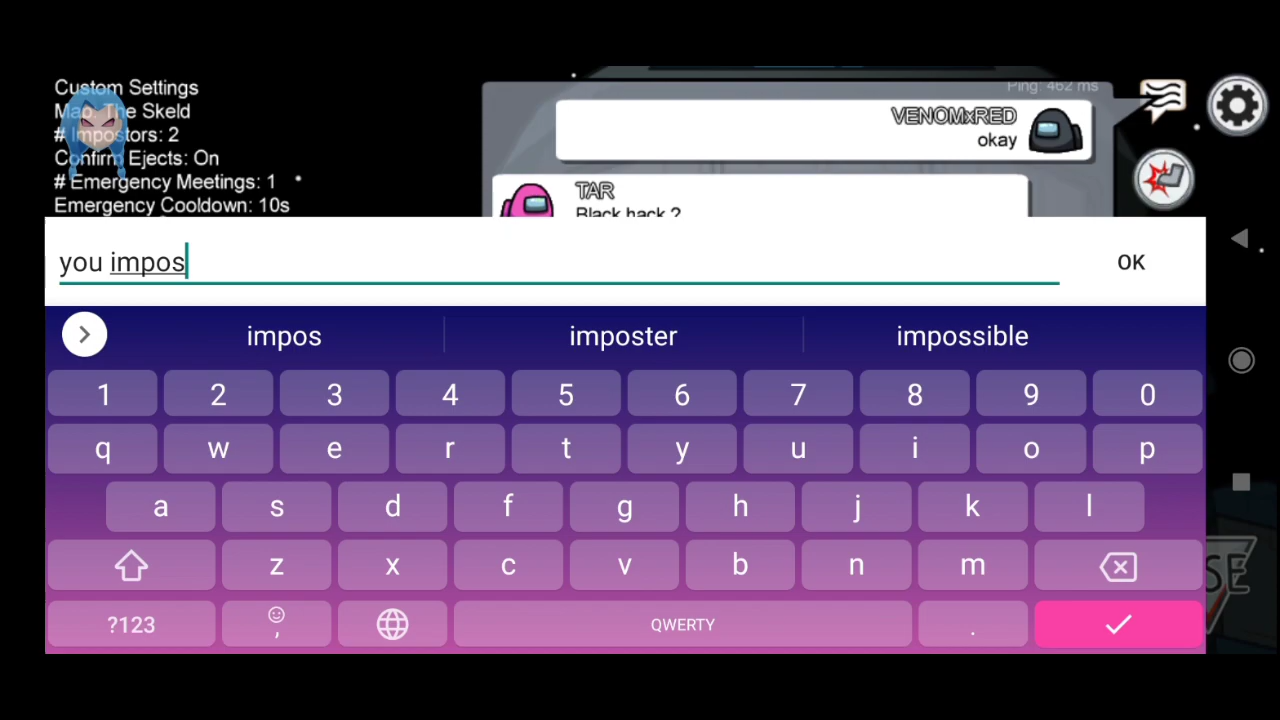 Custom Settings
Map: The Skeld
# Impostors: 2
Confirm Ejects: On
# Emergency Meetings: 1
Emergency Cooldown: 10s
Ping: 462 ms
VENOMxRED
okay
TAR
Black hack ?
you impos
OK
impos imposter impossible
1 2 3 4 5 6 7 8 9 0
q w e r t y u i o p
a s d f g h j k l
z x c v b n m
?123 , QWERTY .